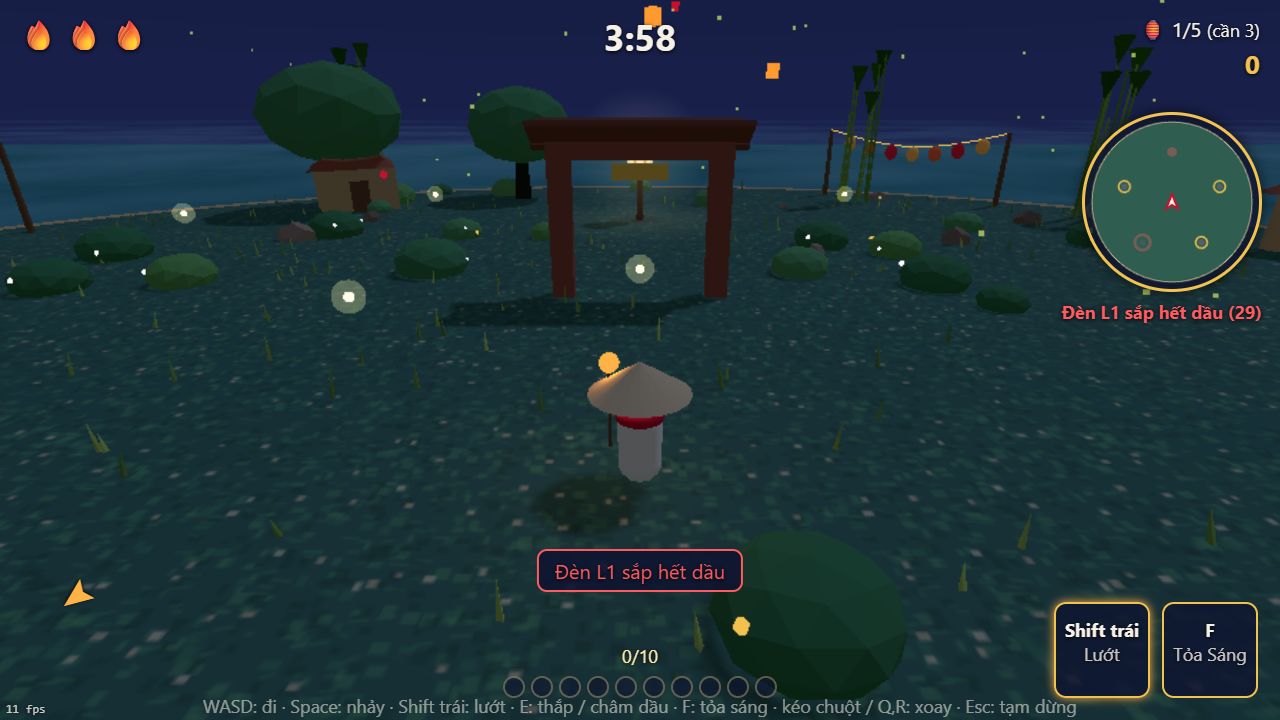 3:58
1/5 (cần 3)
0
Đèn L1 sắp hết dầu (29)
Đèn L1 sắp hết dầu
Shift trái
Lướt
F
Tỏa Sáng
0/10
WASD: đi · Space: nhảy · Shift trái: lướt · E: thắp / châm dầu · F: tỏa sáng · kéo chuột / Q,R: xoay · Esc: tạm dừng
11 fps